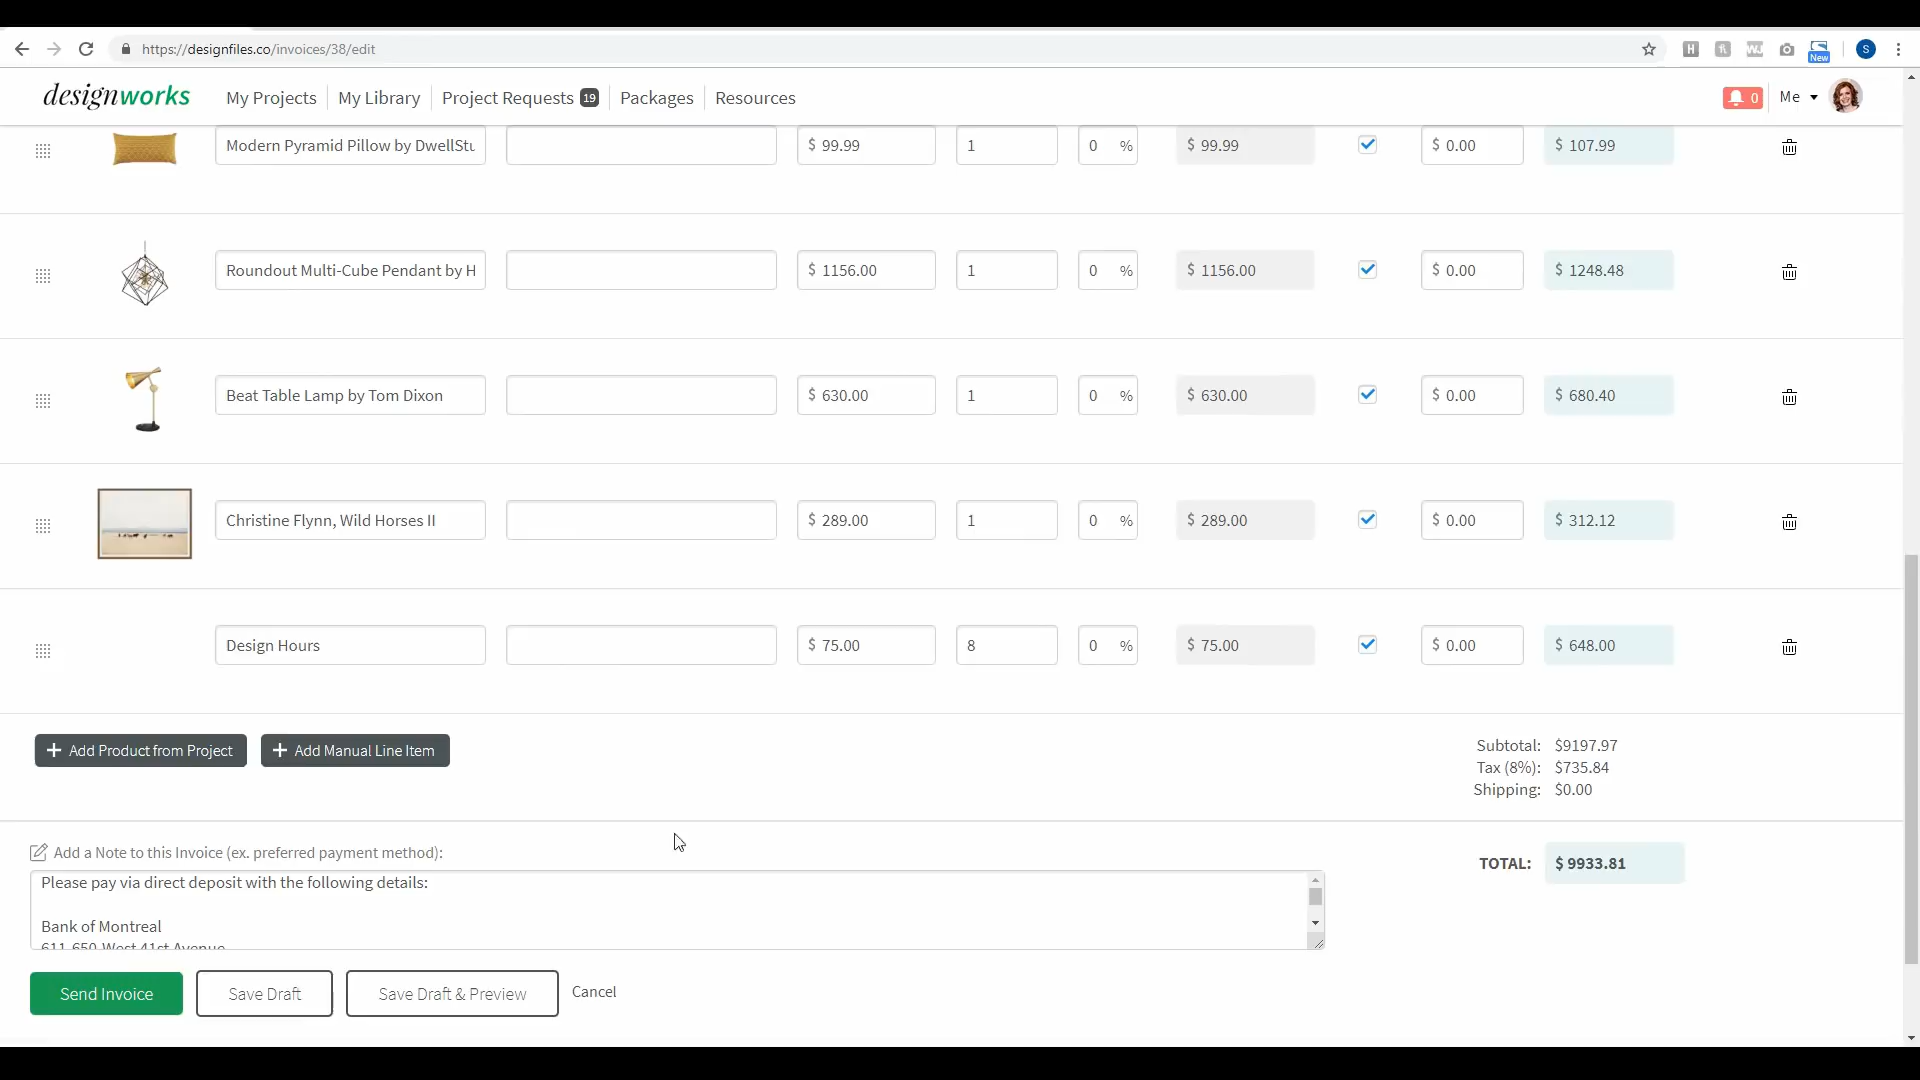 https://designfiles.co/invoices/38/edit
New
S
designworks My Projects My Library Project Requests 19 Packages Resources 0 Me
Modern Pyramid Pillow by DwellStu $ 99.99 1 0 % $ 99.99 $ 0.00 $ 107.99
Roundout Multi-Cube Pendant by H $ 1156.00 1 0 % $ 1156.00 $ 0.00 $ 1248.48
Beat Table Lamp by Tom Dixon $ 630.00 1 0 % $ 630.00 $ 0.00 $ 680.40
Christine Flynn, Wild Horses II $ 289.00 1 0 % $ 289.00 $ 0.00 $ 312.12
Design Hours $ 75.00 8 0 % $ 75.00 $ 0.00 $ 648.00
Add Product from Project Add Manual Line Item
Subtotal: $9197.97
Tax (8%): $735.84
Shipping: $0.00
Add a Note to this Invoice (ex. preferred payment method):
TOTAL: $ 9933.81
Please pay via direct deposit with the following details:
Bank of Montreal
611-650 West 41st Avenue
Send Invoice Save Draft Save Draft & Preview Cancel